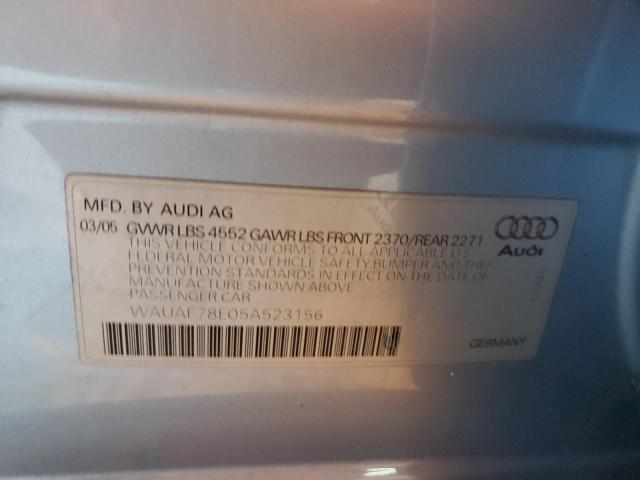 MFD. BY AUDI AG
03/05 GVWR LBS 4552 GAWR LBS FRONT 2370/REAR 2271
THIS VEHICLE CONFORMS TO ALL APPLICABLE U.S.
FEDERAL MOTOR VEHICLE SAFETY BUMPER AND THEFT
PREVENTION STANDARDS IN EFFECT ON THE DATE OF
MANUFACTURE SHOWN ABOVE
PASSENGER CAR
WAUAF78E05A523156
Audi
GERMANY